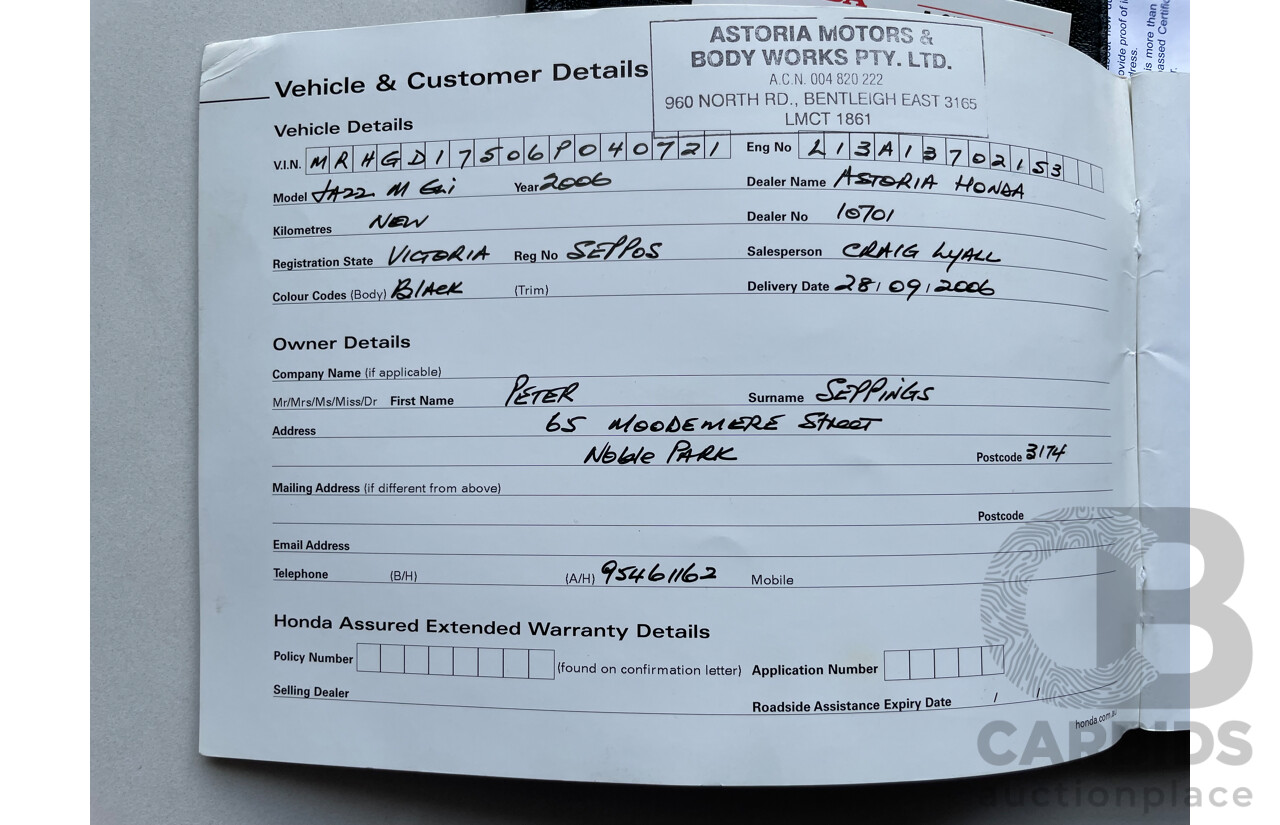 ASTORIA MOTORS &
BODY WORKS PTY. LTD.
A.C.N. 004 820 222
960 NORTH RD., BENTLEIGH EAST 3165
LMCT 1861
Vehicle & Customer Details
Vehicle Details
V.I.N. MRHGD17506P040721 Eng No L13A13702153
Model JAZZ M GLi Year 2006 Dealer Name ASTORIA HONDA
Kilometres NEW Dealer No 10701
Registration State VICTORIA Reg No SEPPOS Salesperson CRAIG LYALL
Colour Codes (Body) BLACK (Trim) Delivery Date 28/09/2006
Owner Details
Company Name (if applicable)
Mr/Mrs/Ms/Miss/Dr First Name PETER Surname SEPPINGS
Address 65 MOODEMERE Street
Noble PARK Postcode 3174
Mailing Address (if different from above)
Postcode
Email Address
Telephone (B/H) (A/H) 95461162 Mobile
Honda Assured Extended Warranty Details
Policy Number (found on confirmation letter) Application Number
Selling Dealer Roadside Assistance Expiry Date / /
honda.com.au
CARBIDS
auctionplace